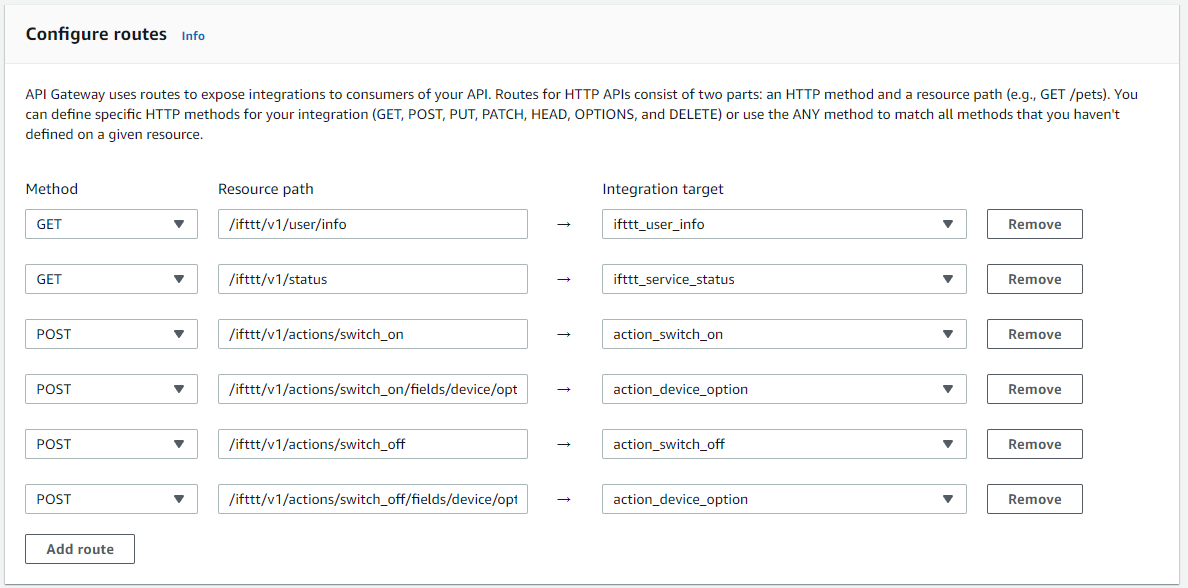 Configure routes Info
API Gateway uses routes to expose integrations to consumers of your API. Routes for HTTP APIs consist of two parts: an HTTP method and a resource path (e.g., GET /pets). You
can define specific HTTP methods for your integration (GET, POST, PUT, PATCH, HEAD, OPTIONS, and DELETE) or use the ANY method to match all methods that you haven't
defined on a given resource.
Method Resource path Integration target
GET /ifttt/v1/user/info → ifttt_user_info Remove
GET /ifttt/v1/status → ifttt_service_status Remove
POST /ifttt/v1/actions/switch_on → action_switch_on Remove
POST /ifttt/v1/actions/switch_on/fields/device/opt → action_device_option Remove
POST /ifttt/v1/actions/switch_off → action_switch_off Remove
POST /ifttt/v1/actions/switch_off/fields/device/opt → action_device_option Remove
Add route